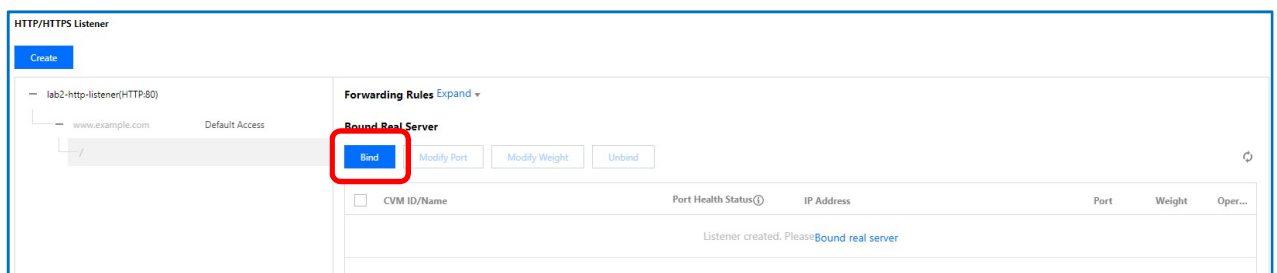 HTTP/HTTPS Listener
Create
lab2-http-listener(HTTP:80)
www.example.com Default Access
/
Forwarding Rules Expand
Bound Real Server
Bind Modify Port Modify Weight Unbind
CVM ID/Name Port Health Status IP Address Port Weight Oper...
Listener created. PleaseBound real server